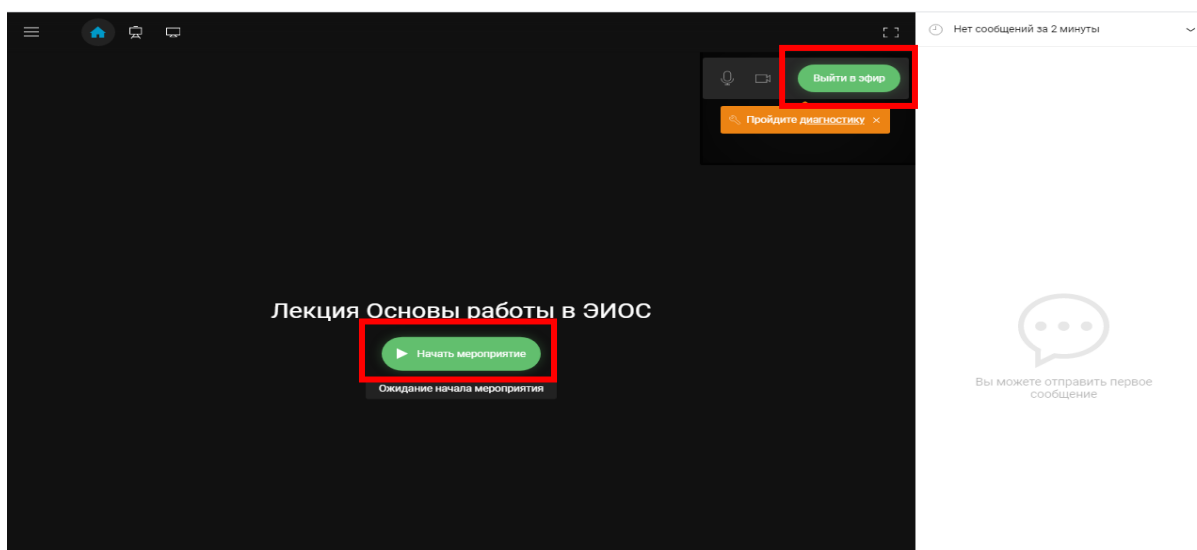 Нет сообщений за 2 минуты
Выйти в эфир
Пройдите диагностику ×
Лекция Основы работы в ЭИОС
Начать мероприятие
Ожидание начала мероприятия
Вы можете отправить первое
сообщение